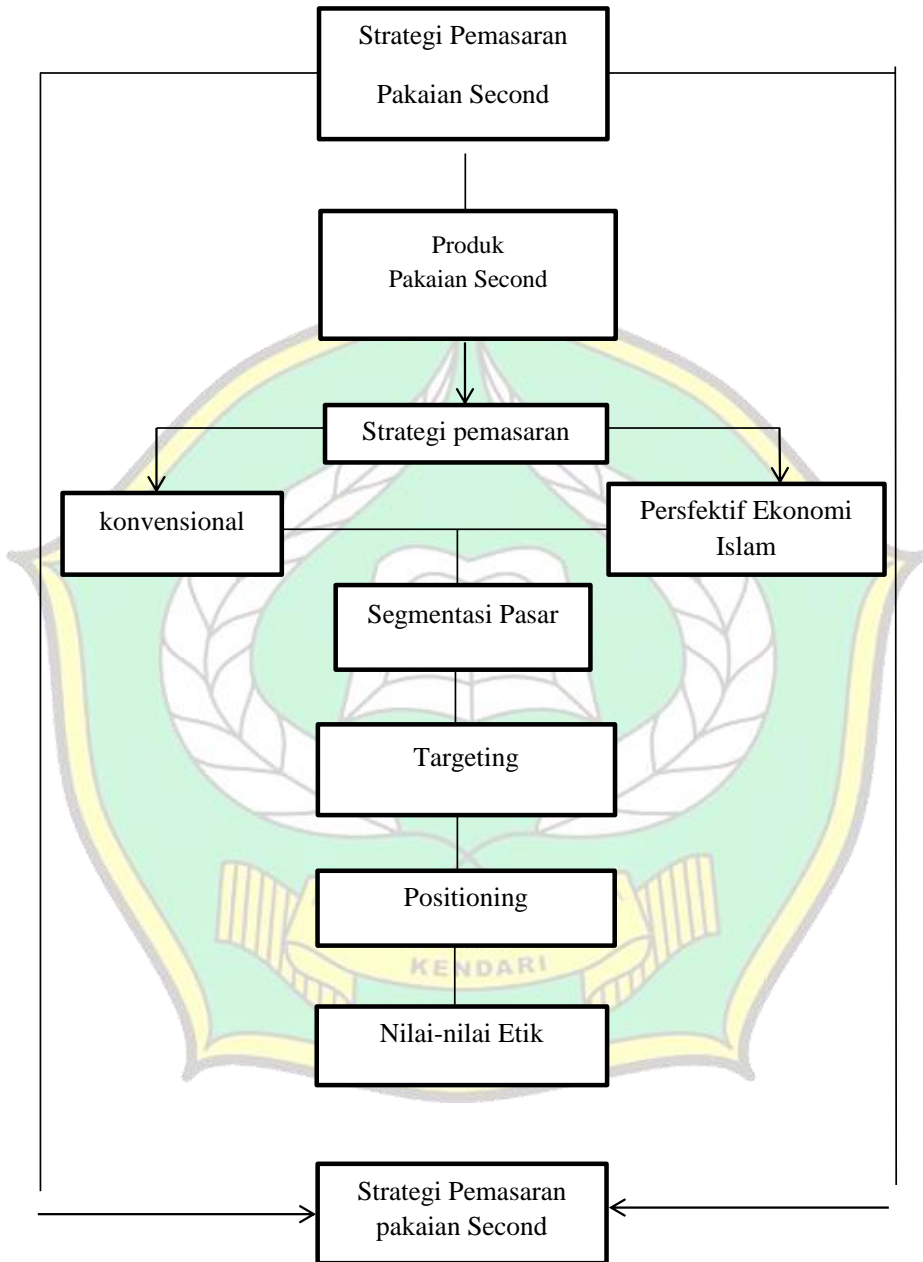 Strategi Pemasaran
Pakaian Second
Produk
Pakaian Second
Strategi pemasaran
konvensional
Persfektif Ekonomi
Islam
Segmentasi Pasar
Targeting
Positioning
KENDARI
Nilai-nilai Etik
Strategi Pemasaran
pakaian Second